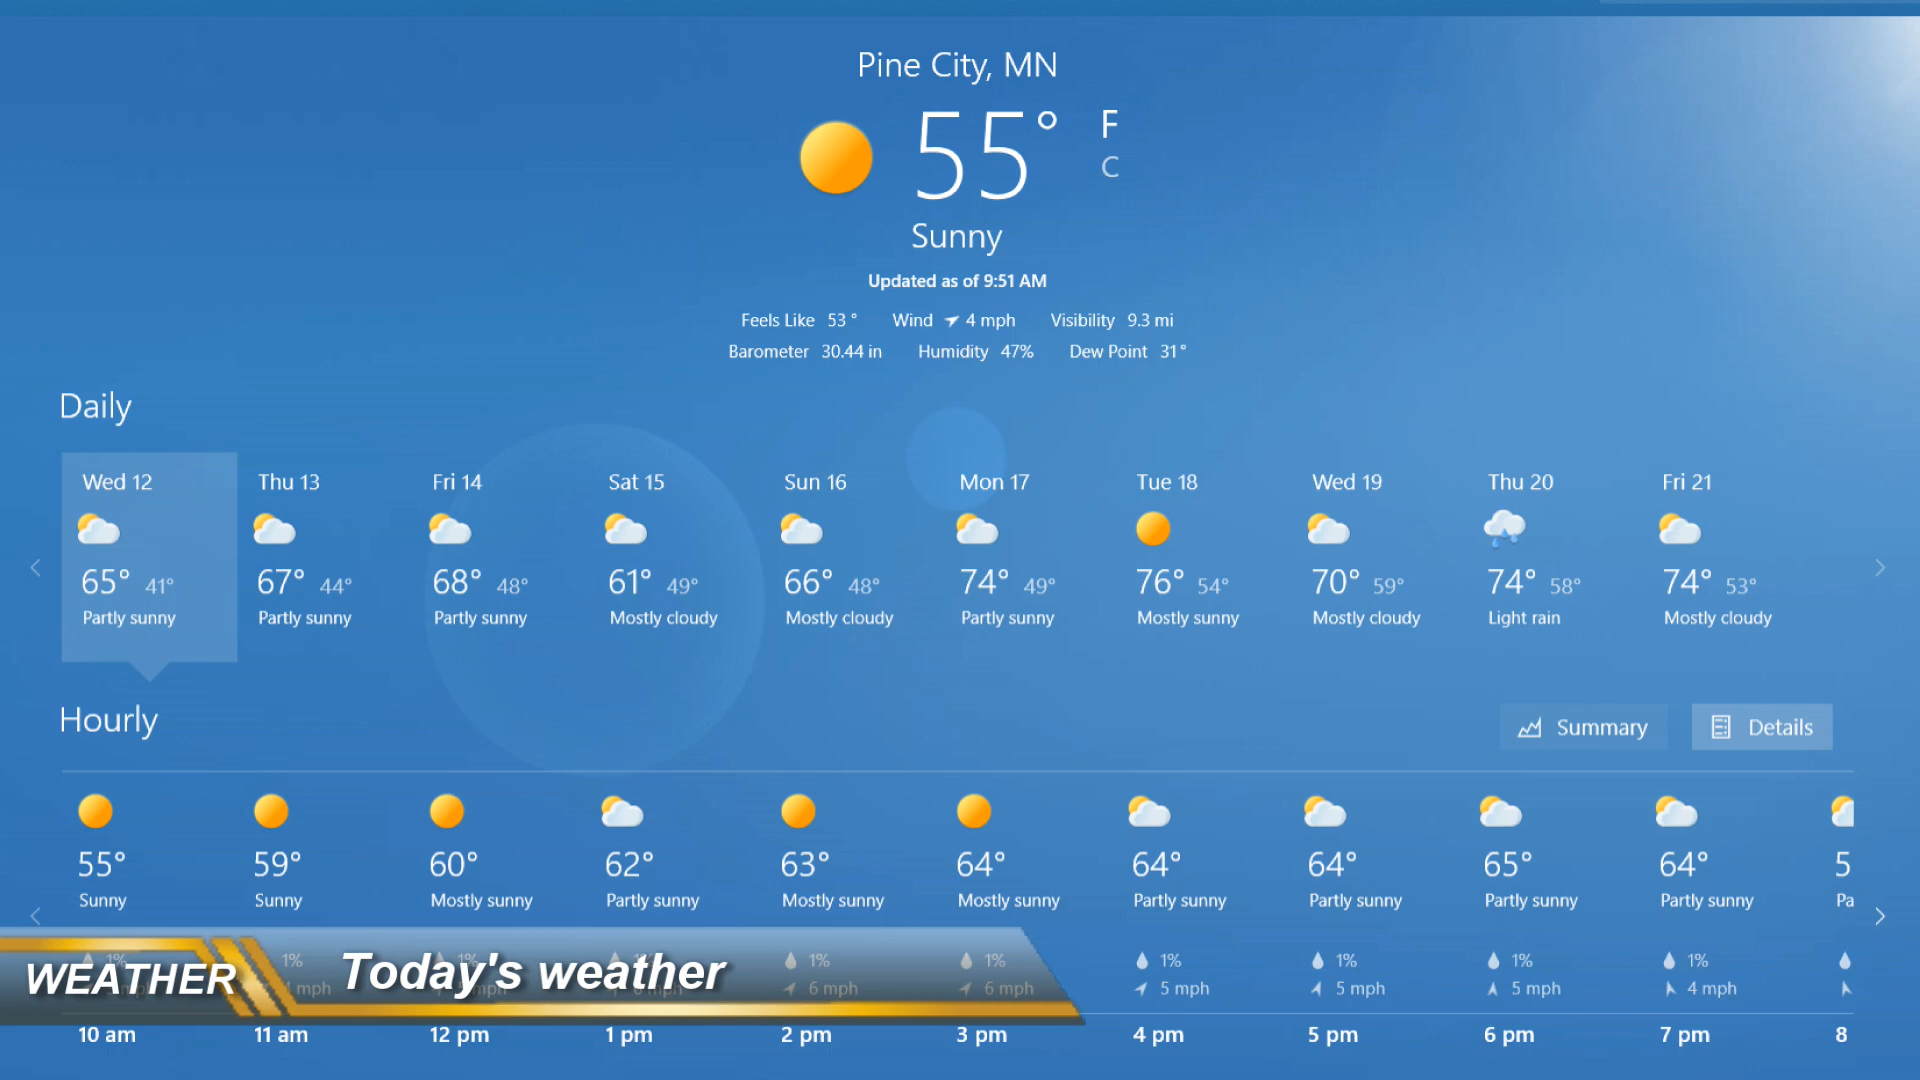 Pine City, MN
55° F
C
Sunny
Updated as of 9:51 AM
Feels Like 53° Wind 4 mph Visibility 9.3 mi
Barometer 30.44 in Humidity 47% Dew Point 31°
Daily
Wed 12 Thu 13 Fri 14 Sat 15 Sun 16 Mon 17 Tue 18 Wed 19 Thu 20 Fri 21
65° 41° 67° 44° 68° 48° 61° 49° 66° 48° 74° 49° 76° 54° 70° 59° 74° 58° 74° 53°
Partly sunny Partly sunny Partly sunny Mostly cloudy Mostly cloudy Partly sunny Mostly sunny Mostly cloudy Light rain Mostly cloudy
Hourly
Summary Details
55° 59° 60° 62° 63° 64° 64° 64° 65° 64° 5
Sunny Sunny Mostly sunny Partly sunny Mostly sunny Mostly sunny Partly sunny Partly sunny Partly sunny Partly sunny Pa
1% 1% 1% 1% 1% 1% 1% 1%
mph mph mph 6 mph 6 mph 5 mph 5 mph 5 mph 4 mph
WEATHER Today's weather
10 am 11 am 12 pm 1 pm 2 pm 3 pm 4 pm 5 pm 6 pm 7 pm 8